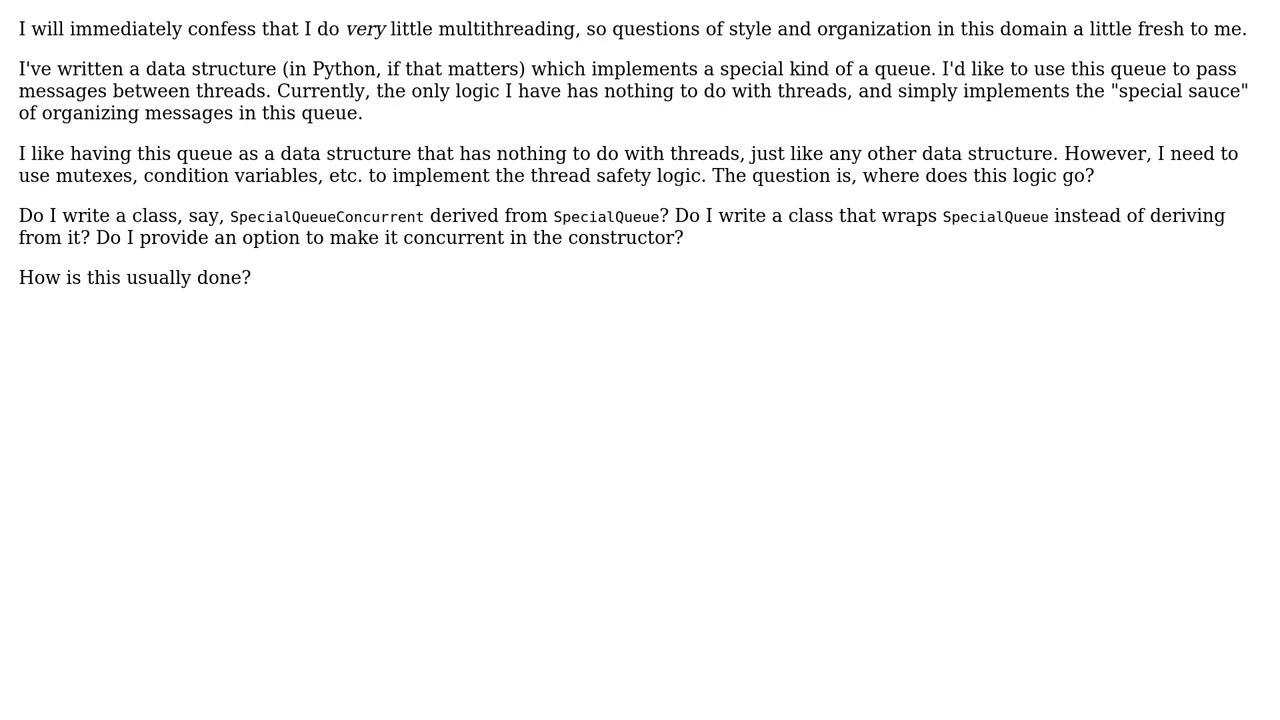 I will immediately confess that I do very little multithreading, so questions of style and organization in this domain a little fresh to me.
I've written a data structure (in Python, if that matters) which implements a special kind of a queue. I'd like to use this queue to pass
messages between threads. Currently, the only logic I have has nothing to do with threads, and simply implements the "special sauce"
of organizing messages in this queue.
I like having this queue as a data structure that has nothing to do with threads, just like any other data structure. However, I need to
use mutexes, condition variables, etc. to implement the thread safety logic. The question is, where does this logic go?
Do I write a class, say, SpecialQueueConcurrent derived from SpecialQueue? Do I write a class that wraps SpecialQueue instead of deriving
from it? Do I provide an option to make it concurrent in the constructor?
How is this usually done?